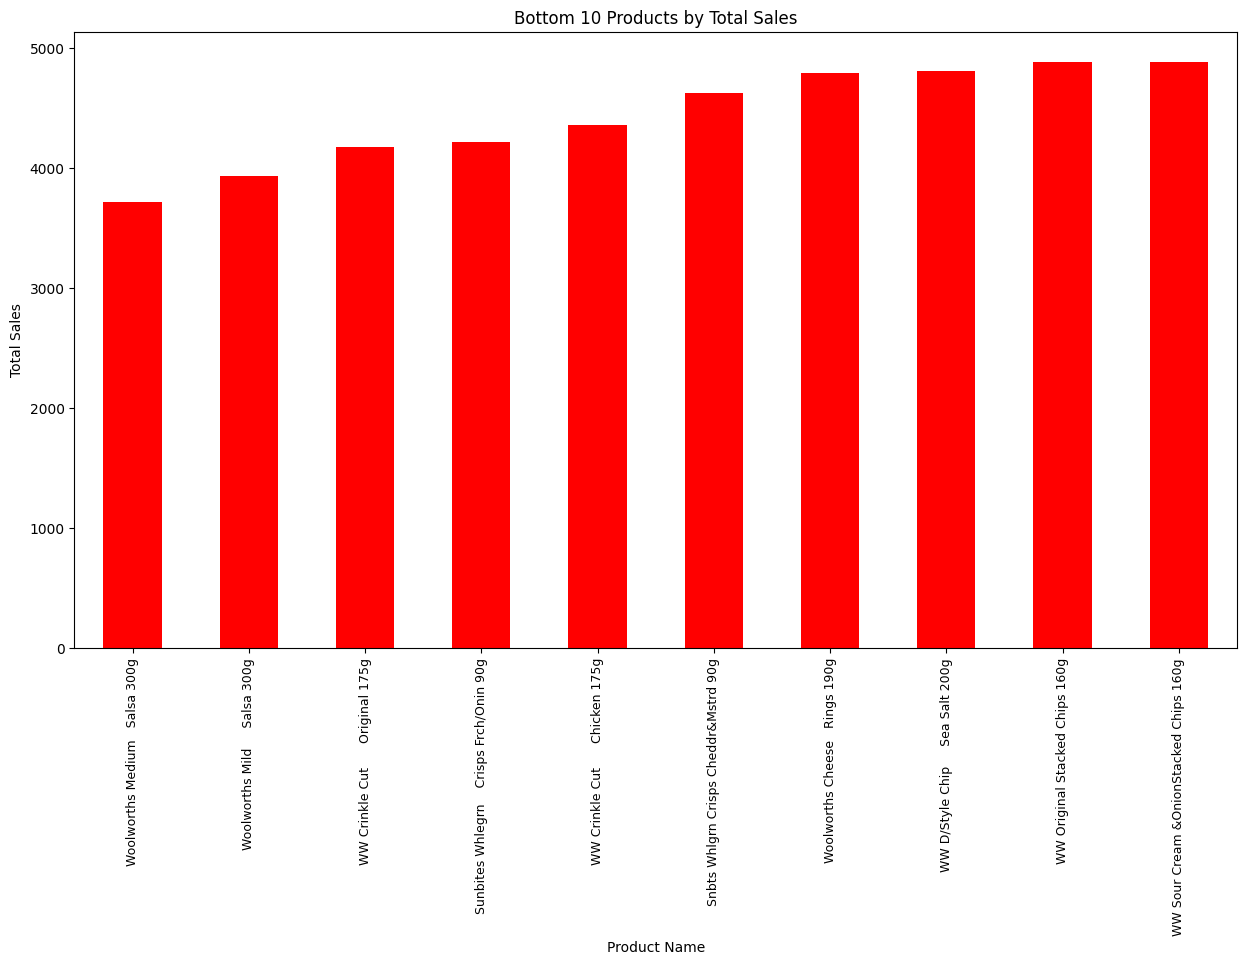 Bottom 10 Products by Total Sales
5000
4000
3000
2000
1000
0
Total Sales
Woolworths Medium   Salsa 300g
Woolworths Mild     Salsa 300g
WW Crinkle Cut      Original 175g
Sunbites Whlegrn    Crisps Frch/Onin 90g
WW Crinkle Cut      Chicken 175g
Snbts Whlgrn Crisps Cheddr&Mstrd 90g
Woolworths Cheese   Rings 190g
WW D/Style Chip     Sea Salt 200g
WW Original Stacked Chips 160g
WW Sour Cream &OnionStacked Chips 160g
Product Name